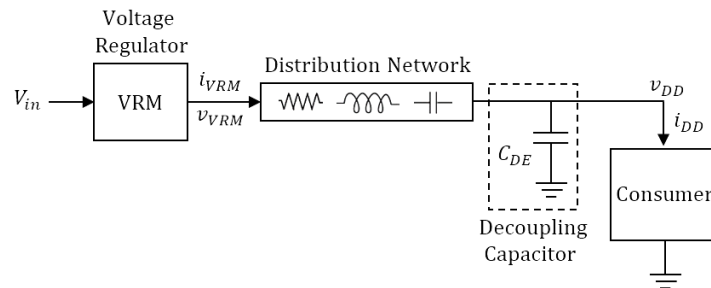 Voltage
Regulator
V_in
VRM
i_VRM
v_VRM
Distribution Network
C_DE
Decoupling
Capacitor
v_DD
i_DD
Consumer